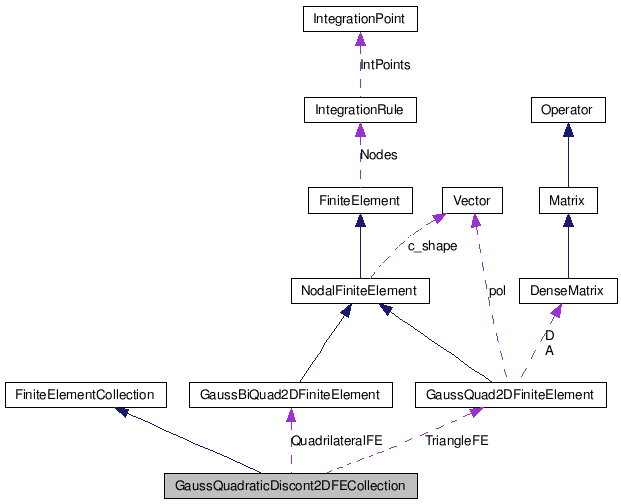 IntegrationPoint
IntPoints
IntegrationRule
Operator
Nodes
FiniteElement
Vector
Matrix
c_shape
NodalFiniteElement
pol
DenseMatrix
D
A
FiniteElementCollection
GaussBiQuad2DFiniteElement
GaussQuad2DFiniteElement
QuadrilateralFE
TriangleFE
GaussQuadraticDiscont2DFECollection